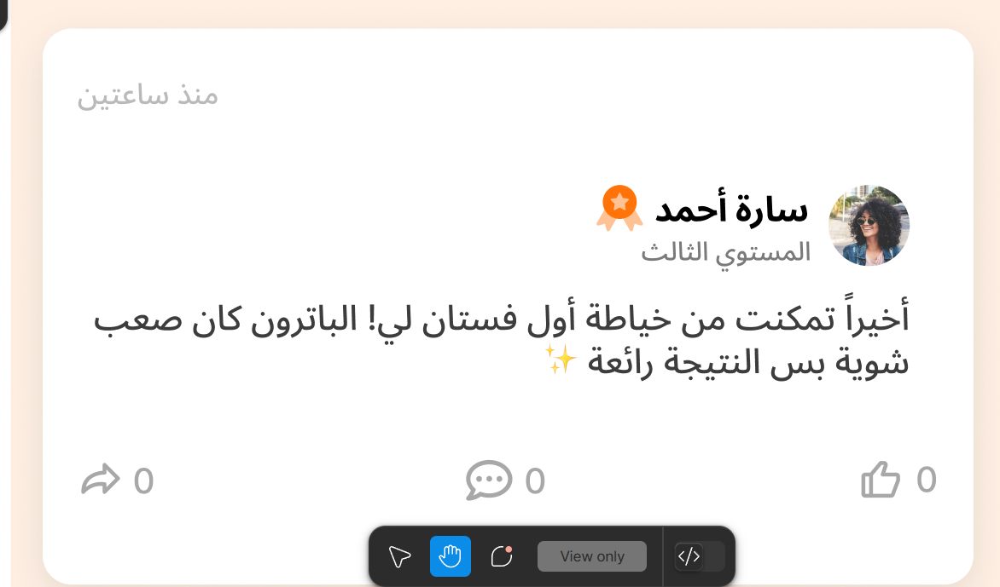 منذ ساعتين
سارة أحمد
المستوي الثالث
أخيراً تمكنت من خياطة أول فستان لي! الباترون كان صعب
شوية بس النتيجة رائعة ✨
0
0
0
View only